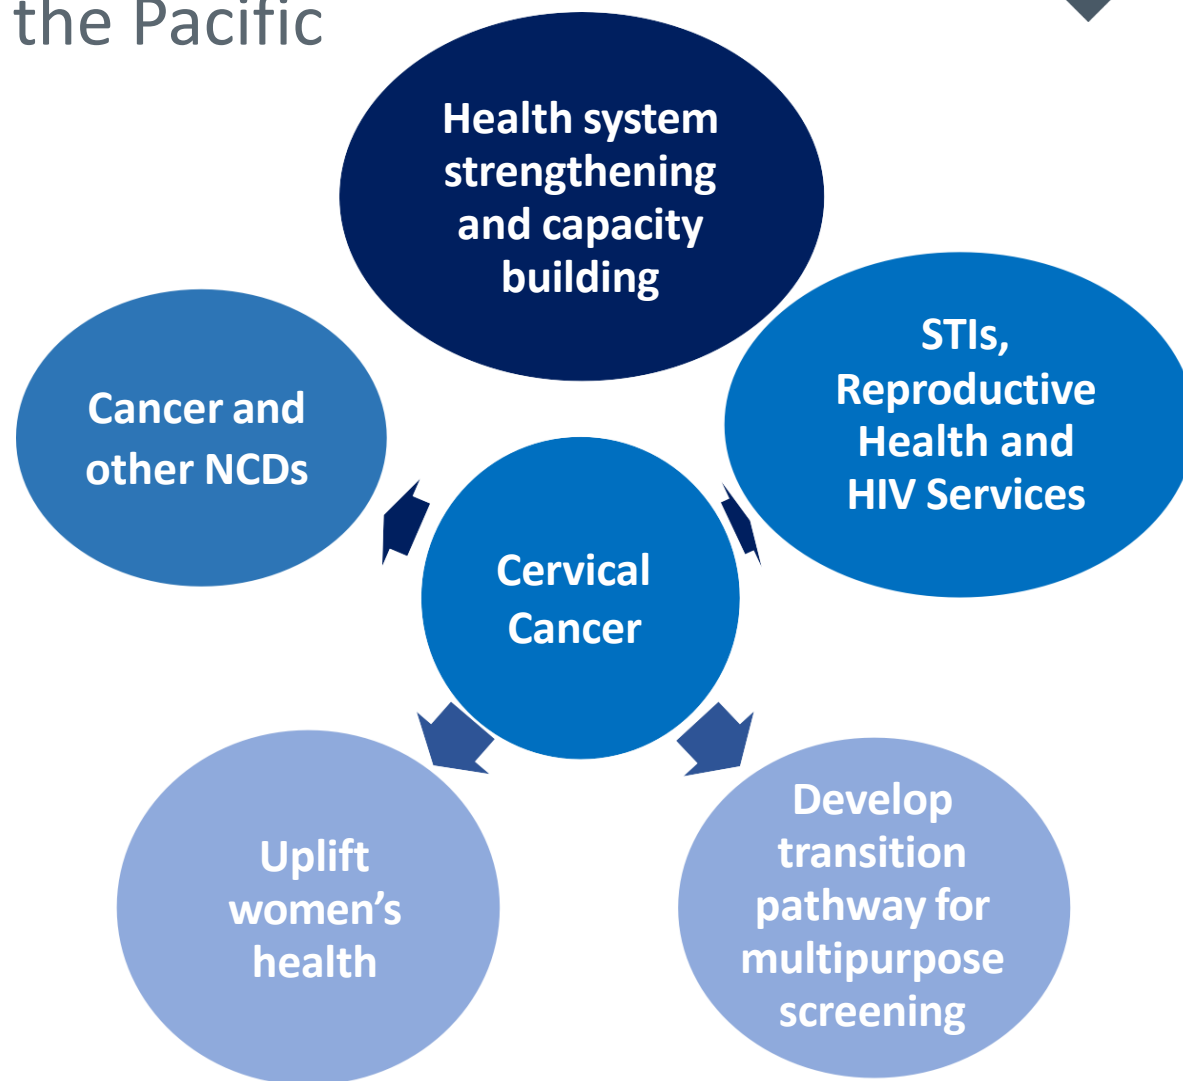 the Pacific
Health system
strengthening
and capacity
building
STIs,
Reproductive
Health and
HIV Services
Cancer and
other NCDs
Cervical
Cancer
Uplift
women’s
health
Develop
transition
pathway for
multipurpose
screening